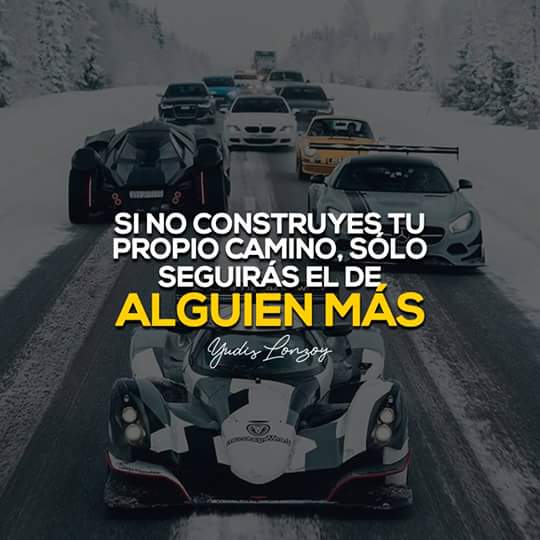 SI NO CONSTRUYES TU
PROPIO CAMINO, SÓLO
SEGUIRÁS EL DE
ALGUIEN MÁS
Yudis Lonzoy